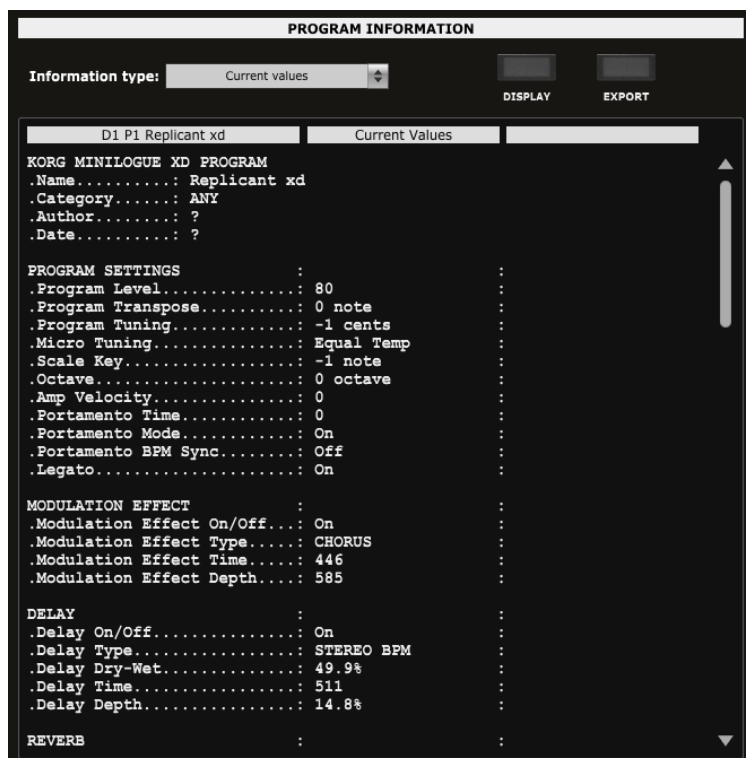 PROGRAM INFORMATION
Information type: Current values
DISPLAY EXPORT
D1 P1 Replicant xd Current Values
KORG MINILOGUE XD PROGRAM
.Name..........: Replicant xd
.Category......: ANY
.Author........: ?
.Date..........: ?
PROGRAM SETTINGS : :
.Program Level...............: 80 :
.Program Transpose..........: 0 note :
.Program Tuning.............: -1 cents :
.Micro Tuning...............: Equal Temp :
.Scale Key..................: -1 note :
.Octave.....................: 0 octave :
.Amp Velocity...............: 0 :
.Portamento Time............: 0 :
.Portamento Mode............: On :
.Portamento BPM Sync........: Off :
.Legato.....................: On :
MODULATION EFFECT : :
.Modulation Effect On/Off...: On :
.Modulation Effect Type.....: CHORUS :
.Modulation Effect Time.....: 446 :
.Modulation Effect Depth....: 585 :
DELAY : :
.Delay On/Off...............: On :
.Delay Type.................: STEREO BPM :
.Delay Dry-Wet..............: 49.9% :
.Delay Time.................: 511 :
.Delay Depth................: 14.8% :
REVERB : :